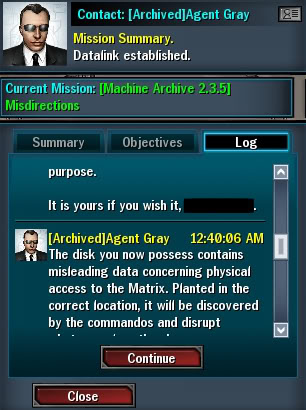 Contact: [Archived]Agent Gray
Mission Summary.
Datalink established.
Current Mission: [Machine Archive 2.3.5]
Misdirections
Summary
Objectives
Log
purpose.
It is yours if you wish it, .
[Archived]Agent Gray 12:40:06 AM
The disk you now possess contains
misleading data concerning physical
access to the Matrix. Planted in the
correct location, it will be discovered
by the commandos and disrupt
Continue
Close